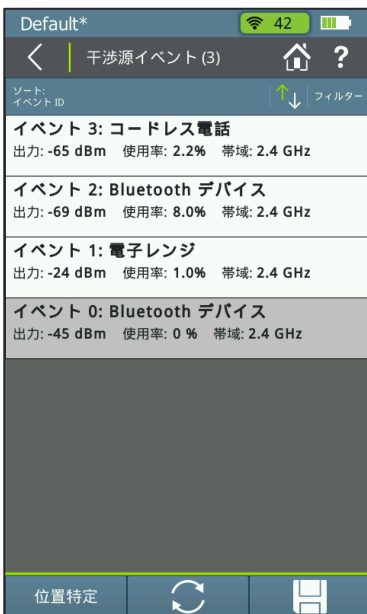 Default*
42
干渉源イベント (3)
?
ソート:
イベント ID
フィルター
イベント 3: コードレス電話
出力: -65 dBm 使用率: 2.2% 帯域: 2.4 GHz
イベント 2: Bluetooth デバイス
出力: -69 dBm 使用率: 8.0% 帯域: 2.4 GHz
イベント 1: 電子レンジ
出力: -24 dBm 使用率: 1.0% 帯域: 2.4 GHz
イベント 0: Bluetooth デバイス
出力: -45 dBm 使用率: 0 % 帯域: 2.4 GHz
位置特定